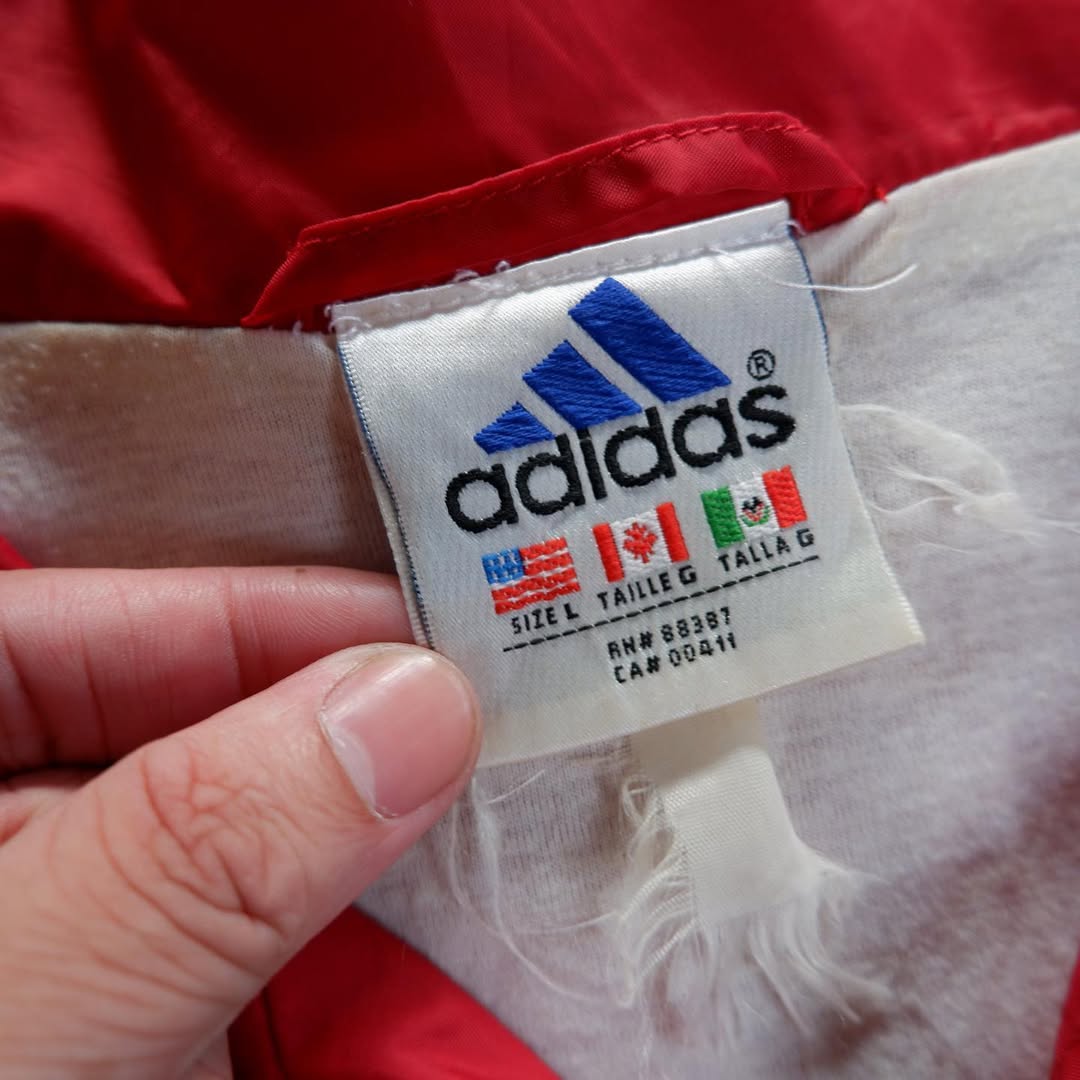 adidas®
SIZE L TAILLE G TALLA G
RN# 88387
CA# 00411